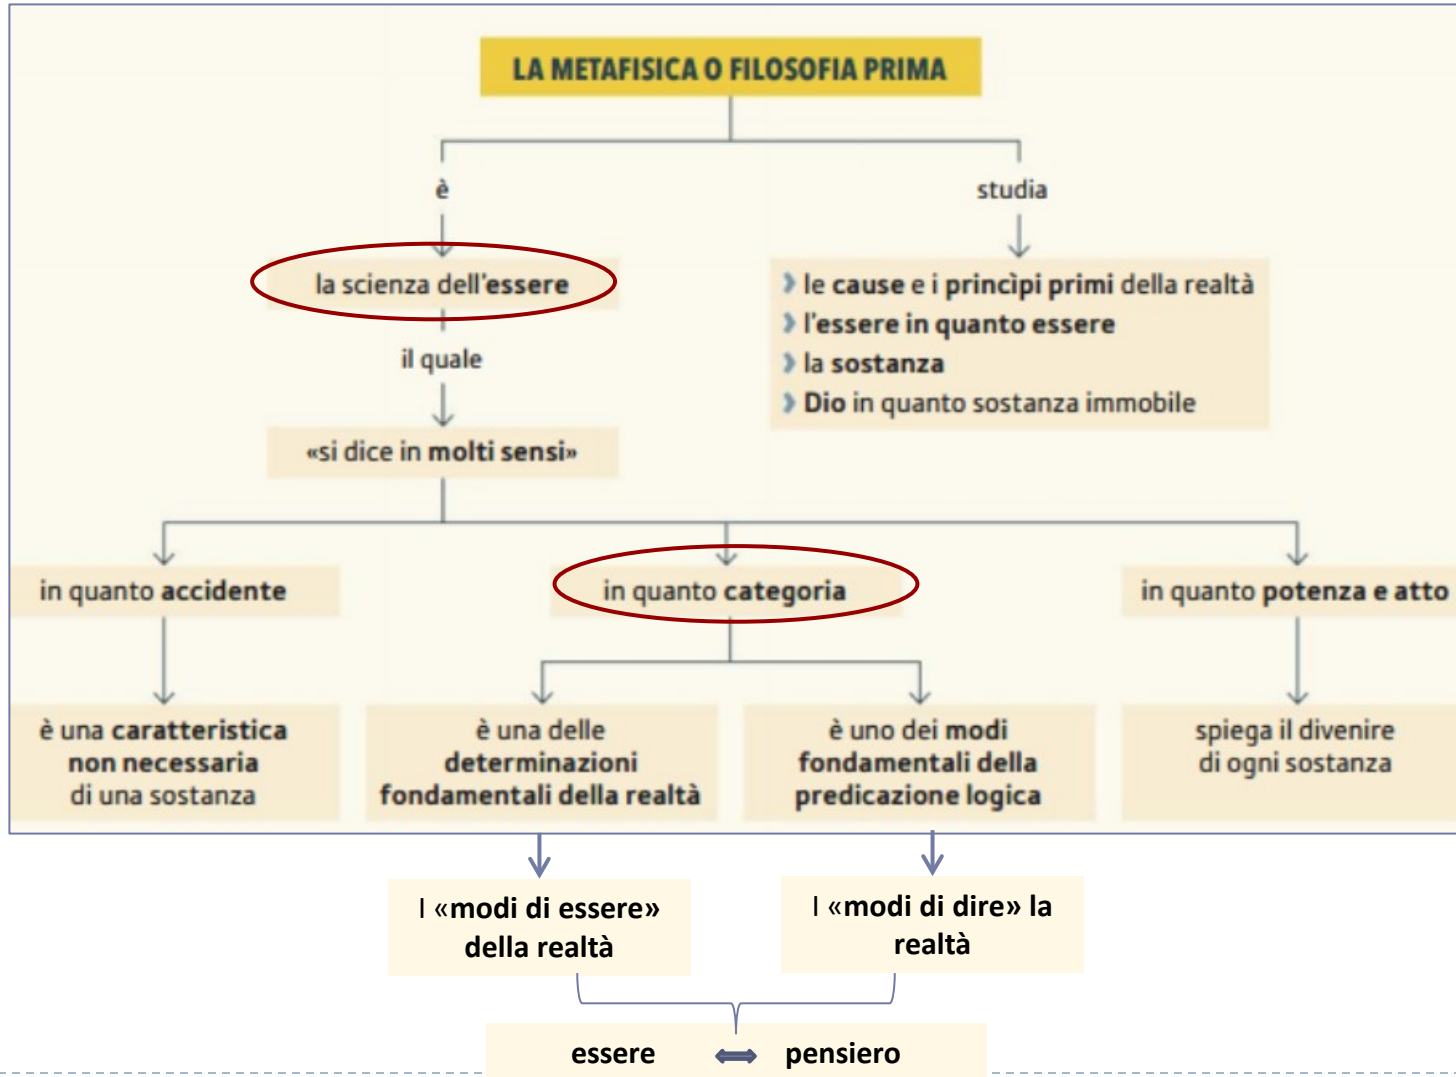 LA METAFISICA O FILOSOFIA PRIMA
è
studia
la scienza dell'essere
le cause e i princìpi primi della realtà
l'essere in quanto essere
la sostanza
Dio in quanto sostanza immobile
il quale
«si dice in molti sensi»
in quanto accidente
in quanto categoria
in quanto potenza e atto
è una caratteristica
non necessaria
di una sostanza
è una delle
determinazioni
fondamentali della realtà
è uno dei modi
fondamentali della
predicazione logica
spiega il divenire
di ogni sostanza
I «modi di essere»
della realtà
I «modi di dire» la
realtà
essere ⇔ pensiero